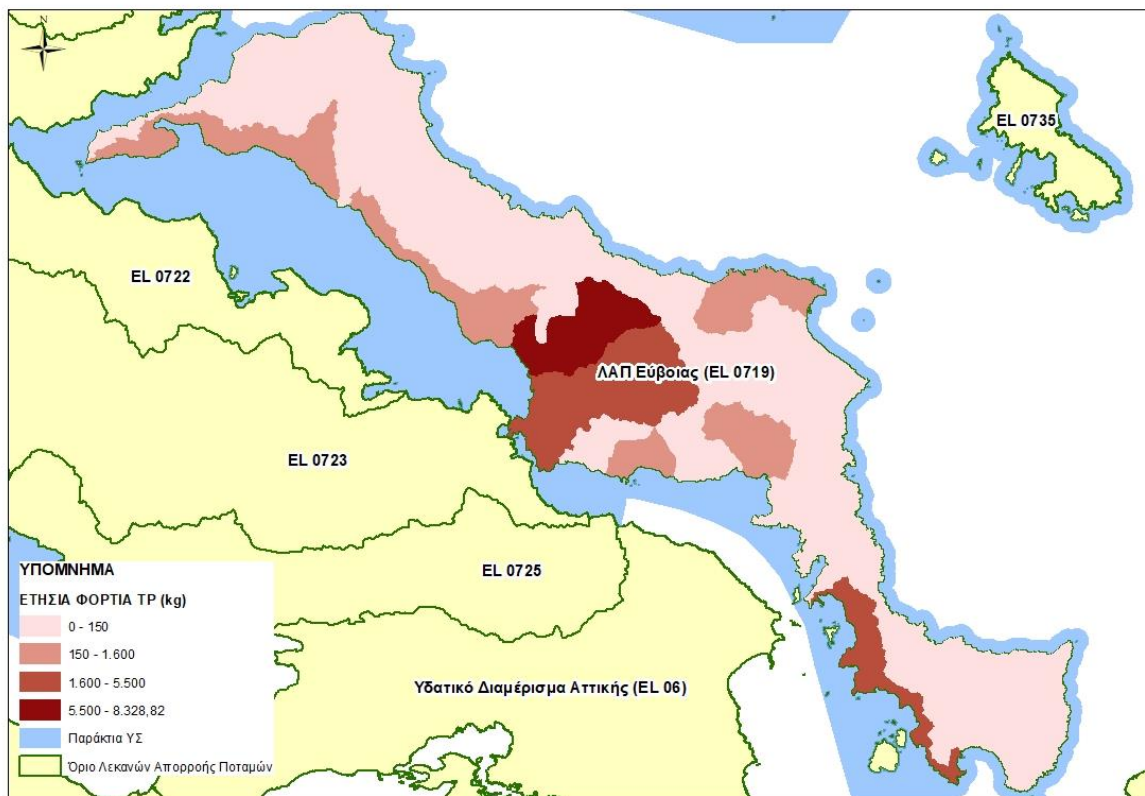 N
EL 0735
EL 0722
ΛΑΠ Εύβοιας (EL 0719)
EL 0723
EL 0725
Υδατικό Διαμέρισμα Αττικής (EL 06)
ΥΠΟΜΝΗΜΑ
ΕΤΗΣΙΑ ΦΟΡΤΙΑ TP (kg)
0 - 150
150 - 1.600
1.600 - 5.500
5.500 - 8.328,82
Παράκτια ΥΣ
Όριο Λεκανών Απορροής Ποταμών